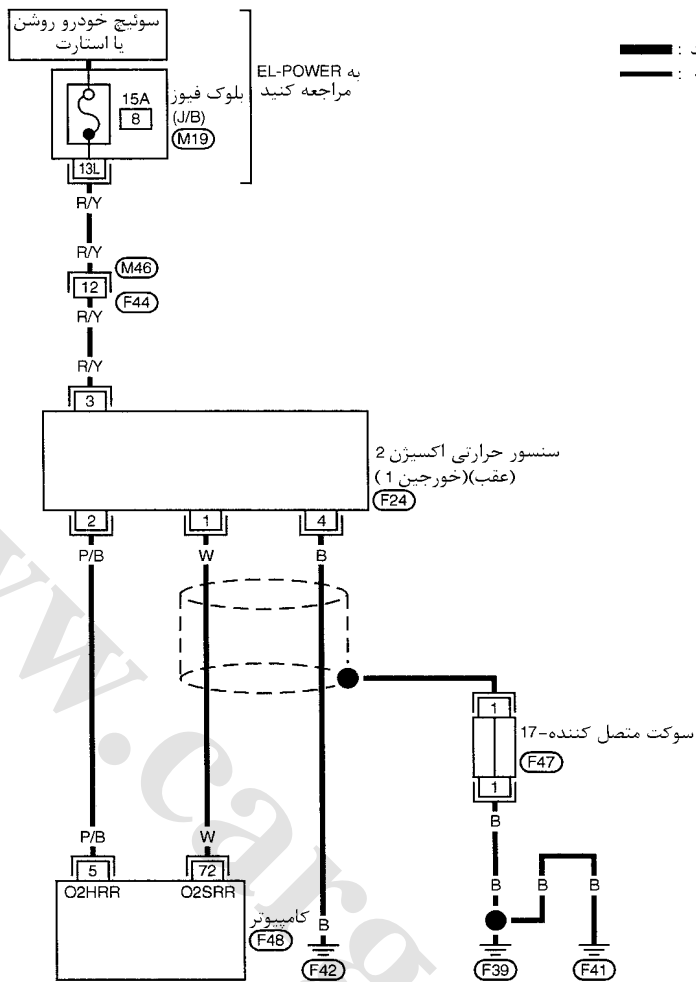 سوئیچ خودرو روشن
یا استارت
به EL-POWER
مراجعه کنید
15A
8
بلوک فیوز
(J/B)
M19
13L
R/Y
R/Y
M46
12
F44
R/Y
R/Y
3
سنسور حرارتی اکسیژن 2
(عقب)(خورجین 1)
F24
2
1
4
P/B
W
B
1
سوکت متصل کننده-17
F47
1
B
P/B
W
B
B
B
5
72
O2HRR
O2SRR
کامپیوتر
F48
B
F42
F39
F41